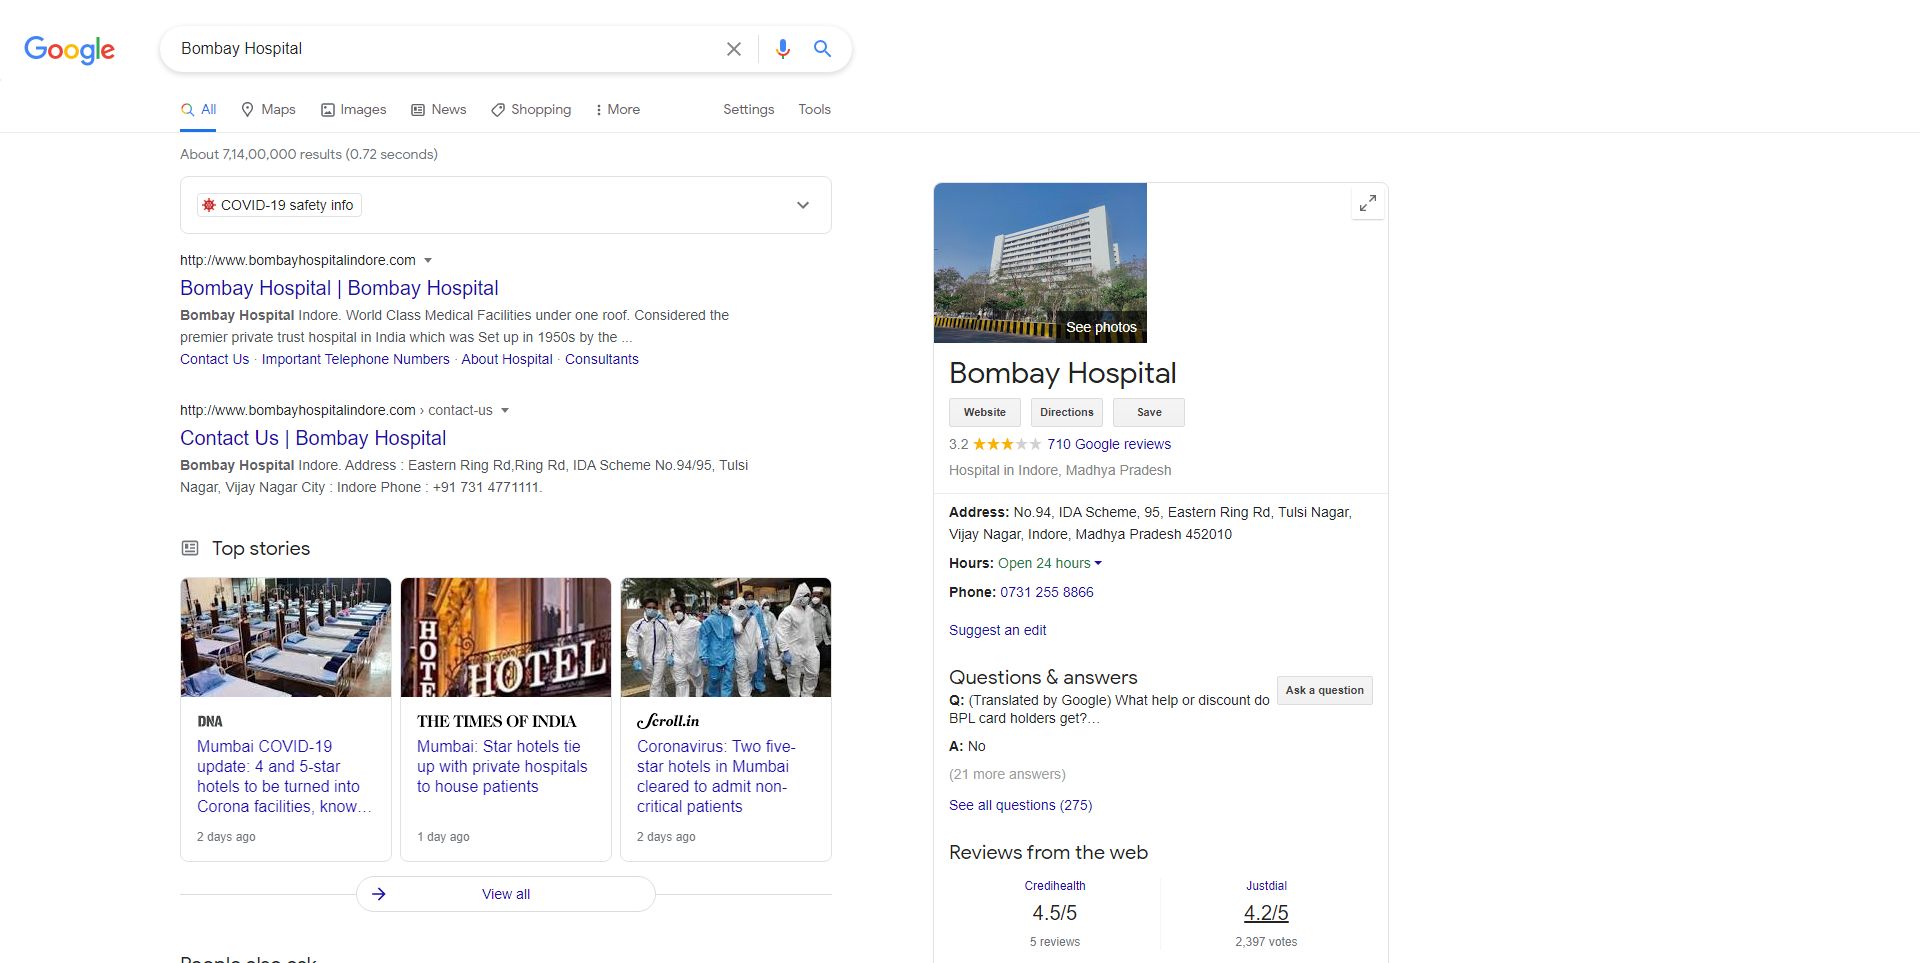 Google
Bombay Hospital
All
Maps
Images
News
Shopping
More
Settings
Tools
About 7,14,00,000 results (0.72 seconds)
COVID-19 safety info
http://www.bombayhospitalindore.com
Bombay Hospital | Bombay Hospital
Bombay Hospital Indore. World Class Medical Facilities under one roof. Considered the
premier private trust hospital in India which was Set up in 1950s by the ...
Contact Us · Important Telephone Numbers · About Hospital · Consultants
http://www.bombayhospitalindore.com › contact-us
Contact Us | Bombay Hospital
Bombay Hospital Indore. Address : Eastern Ring Rd,Ring Rd, IDA Scheme No.94/95, Tulsi
Nagar, Vijay Nagar City : Indore Phone : +91 731 4771111.
Top stories
DNA
Mumbai COVID-19
update: 4 and 5-star
hotels to be turned into
Corona facilities, know…
2 days ago
HOTEL
HOTEL
THE TIMES OF INDIA
Mumbai: Star hotels tie
up with private hospitals
to house patients
1 day ago
Scroll.in
Coronavirus: Two five-
star hotels in Mumbai
cleared to admit non-
critical patients
2 days ago
View all
People also ask
See photos
Bombay Hospital
Website
Directions
Save
3.2 710 Google reviews
Hospital in Indore, Madhya Pradesh
Address: No.94, IDA Scheme, 95, Eastern Ring Rd, Tulsi Nagar,
Vijay Nagar, Indore, Madhya Pradesh 452010
Hours: Open 24 hours
Phone: 0731 255 8866
Suggest an edit
Questions & answers
Ask a question
Q: (Translated by Google) What help or discount do
BPL card holders get?…
A: No
(21 more answers)
See all questions (275)
Reviews from the web
Credihealth
4.5/5
5 reviews
Justdial
4.2/5
2,397 votes